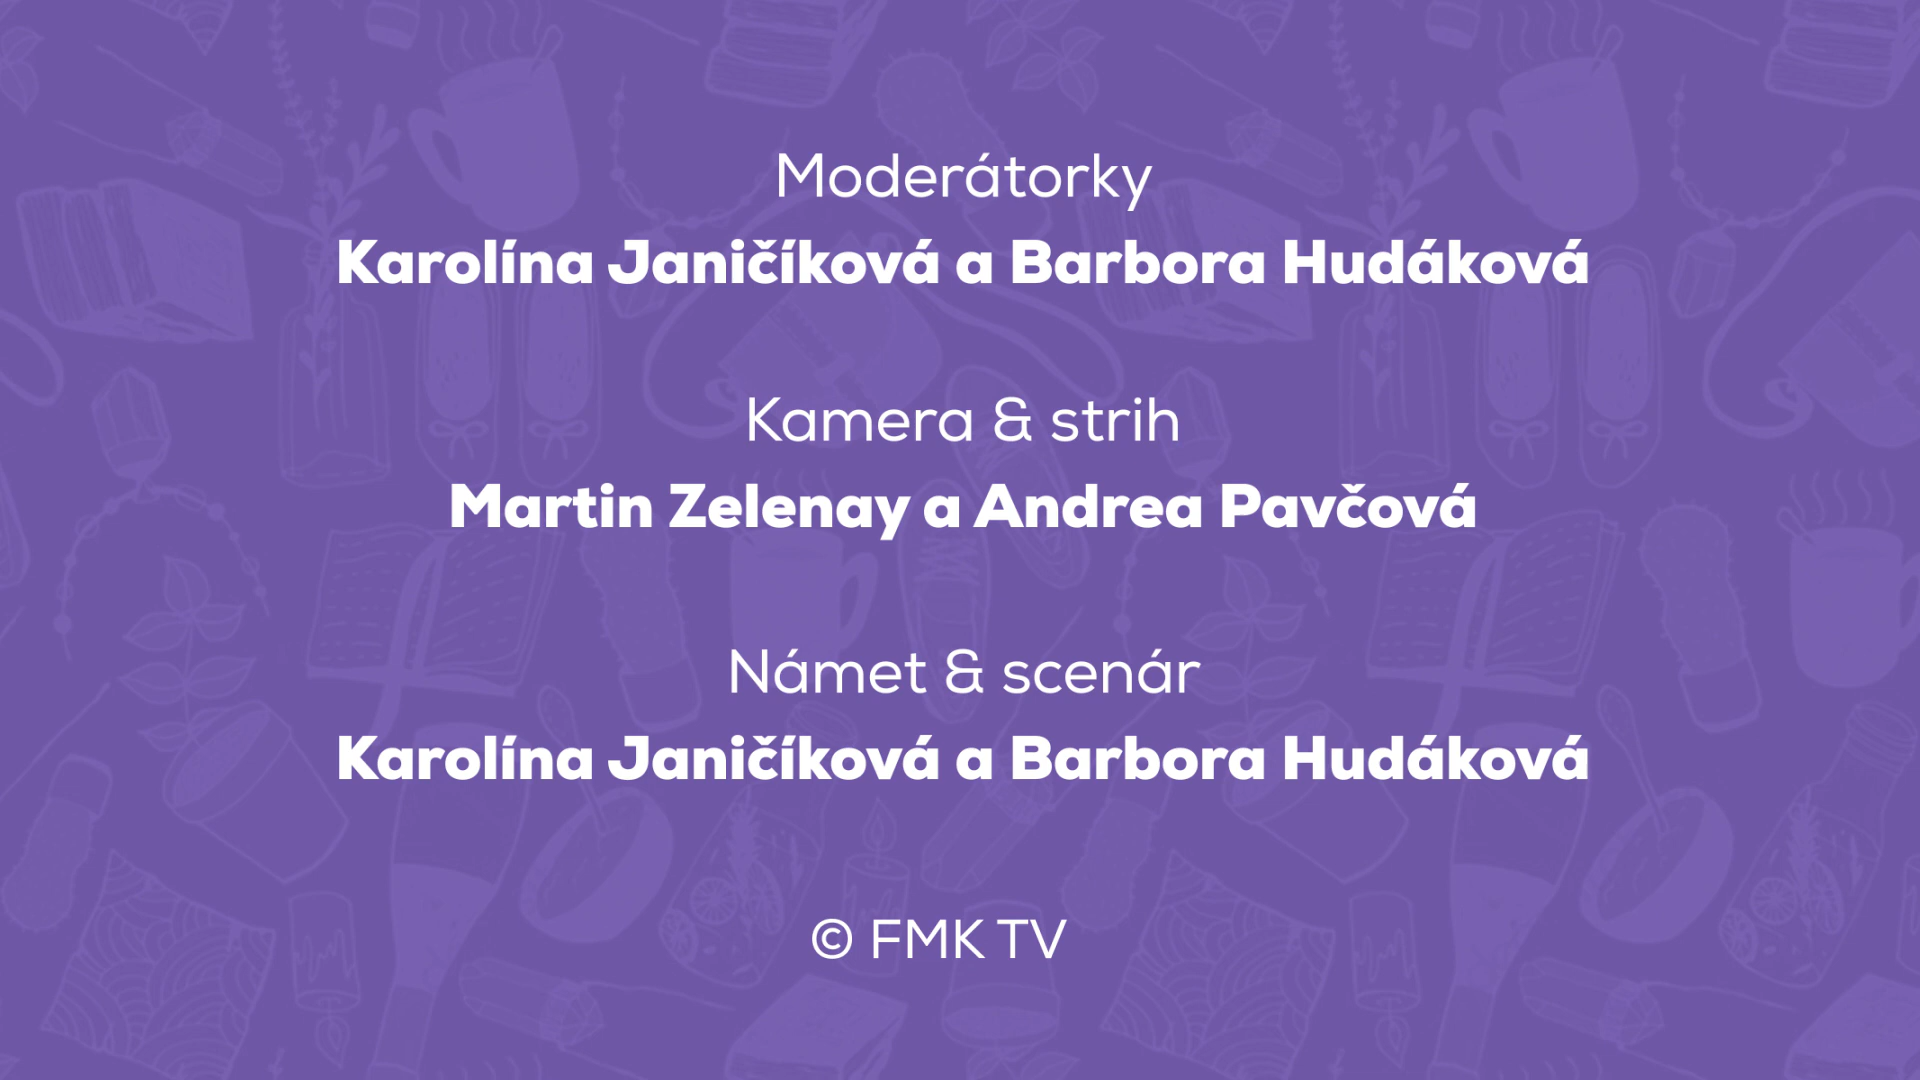 Moderátorky
Karolína Janičíková a Barbora Hudáková
Kamera & strih
Martin Zelenay a Andrea Pavčová
Námet & scenár
Karolína Janičíková a Barbora Hudáková
© FMK TV